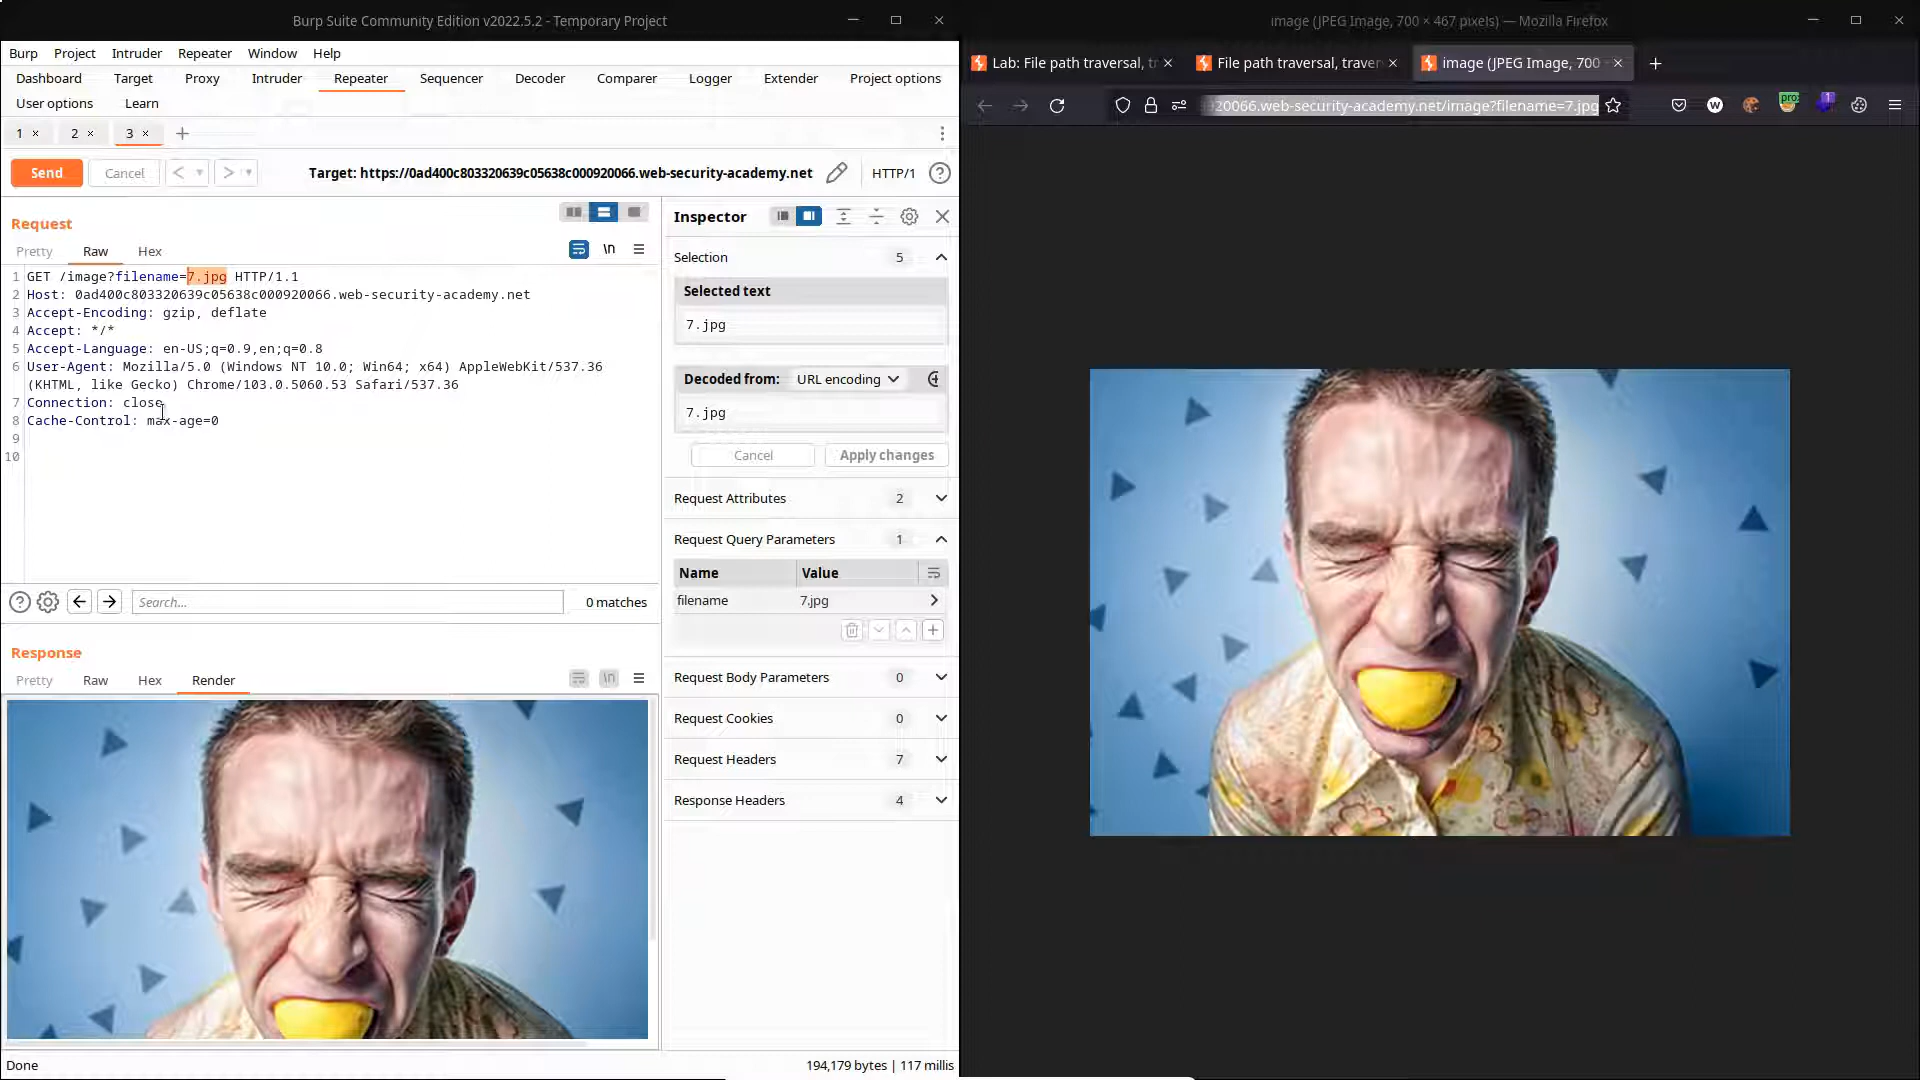 Burp Suite Community Edition v2022.5.2 - Temporary Project
Burp Project Intruder Repeater Window Help
Dashboard Target Proxy Intruder Repeater Sequencer Decoder Comparer Logger Extender Project options
User options Learn
1 × 2 × 3 × +
Send Cancel < > Target: https://0ad400c803320639c05638c000920066.web-security-academy.net HTTP/1 ?
Request
Pretty Raw Hex \n
1 GET /image?filename=7.jpg HTTP/1.1
2 Host: 0ad400c803320639c05638c000920066.web-security-academy.net
3 Accept-Encoding: gzip, deflate
4 Accept: */*
5 Accept-Language: en-US;q=0.9,en;q=0.8
6 User-Agent: Mozilla/5.0 (Windows NT 10.0; Win64; x64) AppleWebKit/537.36
(KHTML, like Gecko) Chrome/103.0.5060.53 Safari/537.36
7 Connection: close
8 Cache-Control: max-age=0
9
10
Search... 0 matches
Response
Pretty Raw Hex Render \n
Done
194,179 bytes | 117 millis
Inspector
Selection 5
Selected text
7.jpg
Decoded from: URL encoding
7.jpg
Cancel Apply changes
Request Attributes 2
Request Query Parameters 1
Name Value
filename 7.jpg
Request Body Parameters 0
Request Cookies 0
Request Headers 7
Response Headers 4
image (JPEG Image, 700 × 467 pixels) — Mozilla Firefox
Lab: File path traversal, tr × File path traversal, traver × image (JPEG Image, 700 × +
20066.web-security-academy.net/image?filename=7.jpg
W pro 1